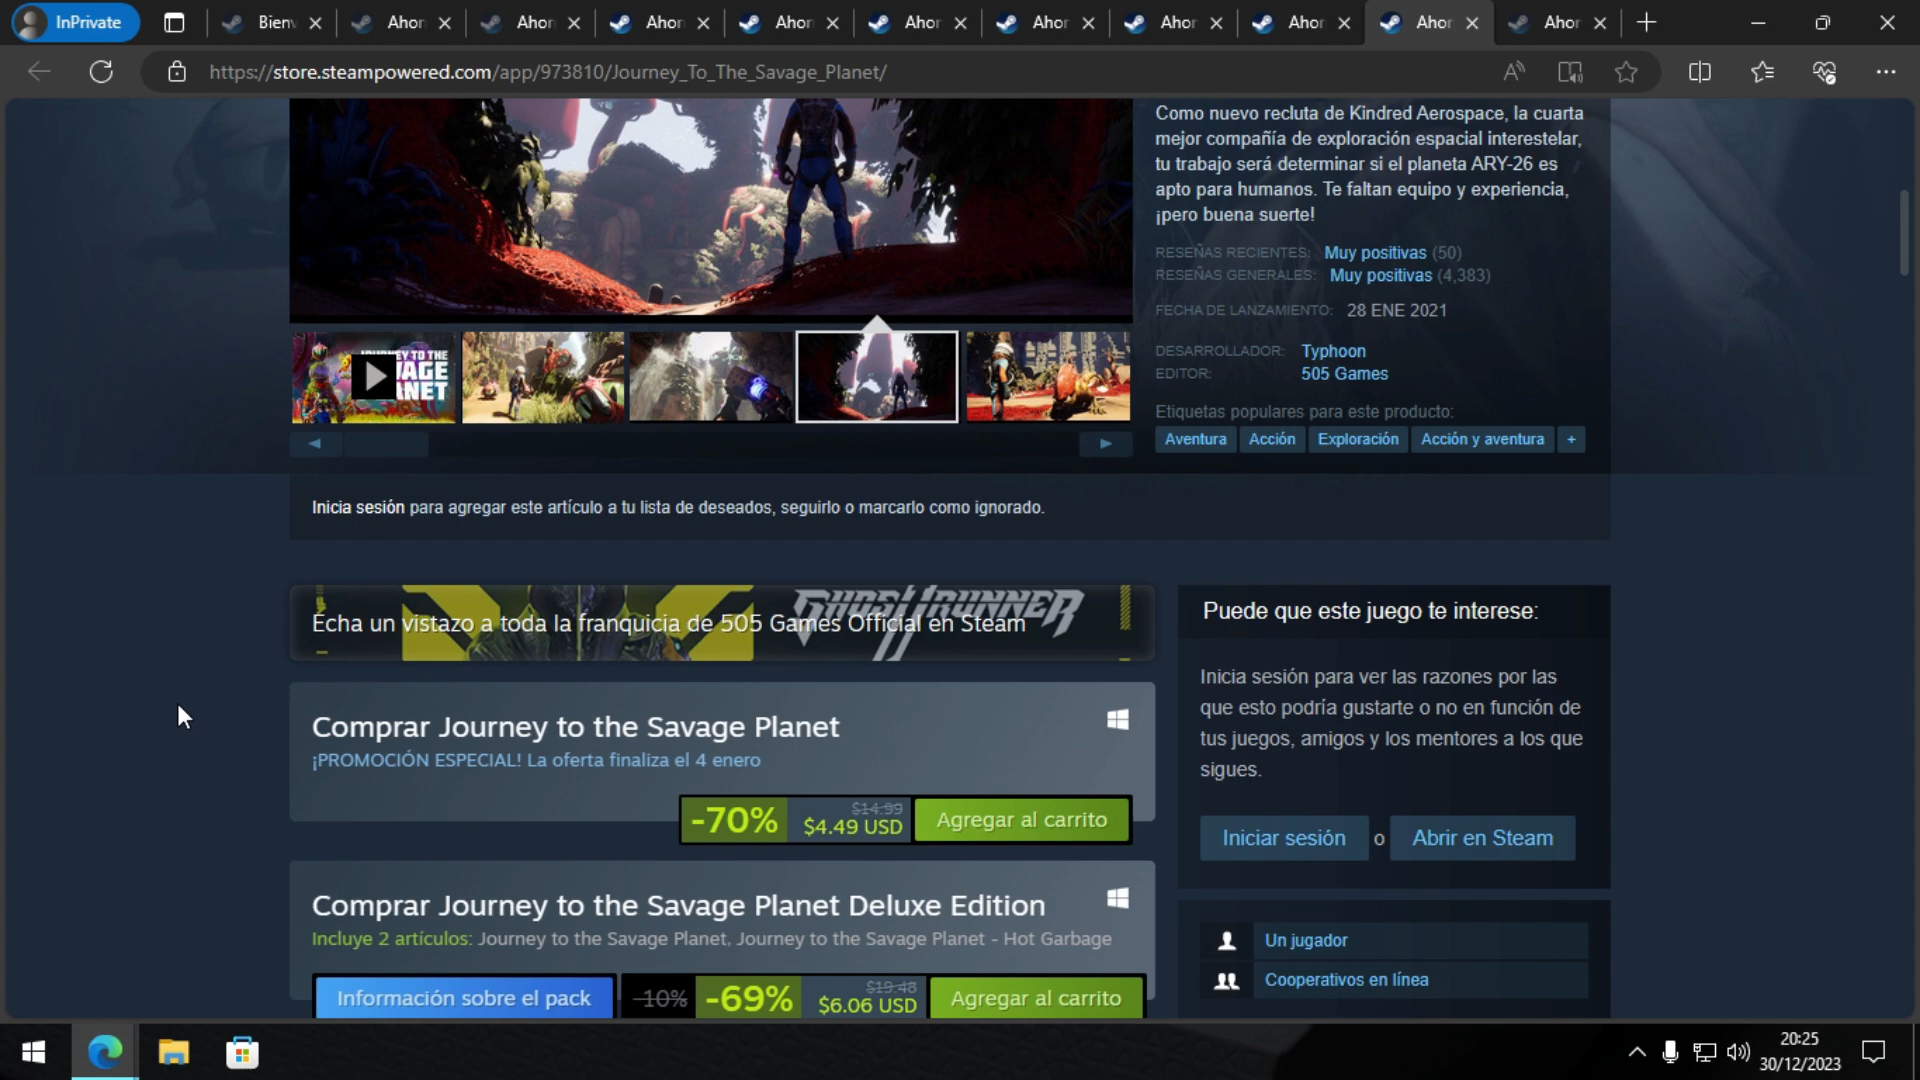 InPrivate
Bienv
Ahor
Ahor
Ahor
Ahor
Ahor
Ahor
Ahor
Ahor
Ahor
Ahor
https://store.steampowered.com/app/973810/Journey_To_The_Savage_Planet/
Como nuevo recluta de Kindred Aerospace, la cuarta
mejor compañía de exploración espacial interestelar,
tu trabajo será determinar si el planeta ARY-26 es
apto para humanos. Te faltan equipo y experiencia,
¡pero buena suerte!
RESEÑAS RECIENTES: Muy positivas (50)
RESEÑAS GENERALES: Muy positivas (4,383)
FECHA DE LANZAMIENTO: 28 ENE 2021
DESARROLLADOR: Typhoon
EDITOR: 505 Games
Etiquetas populares para este producto:
Aventura Acción Exploración Acción y aventura +
Inicia sesión para agregar este artículo a tu lista de deseados, seguirlo o marcarlo como ignorado.
GHOSTRUNNER
Echa un vistazo a toda la franquicia de 505 Games Official en Steam
Comprar Journey to the Savage Planet
¡PROMOCIÓN ESPECIAL! La oferta finaliza el 4 enero
-70% $14.99 $4.49 USD Agregar al carrito
Comprar Journey to the Savage Planet Deluxe Edition
Incluye 2 artículos: Journey to the Savage Planet, Journey to the Savage Planet - Hot Garbage
Información sobre el pack -10% -69% $19.48 $6.06 USD Agregar al carrito
Puede que este juego te interese:
Inicia sesión para ver las razones por las
que esto podría gustarte o no en función de
tus juegos, amigos y los mentores a los que
sigues.
Iniciar sesión o Abrir en Steam
Un jugador
Cooperativos en línea
20:25
30/12/2023